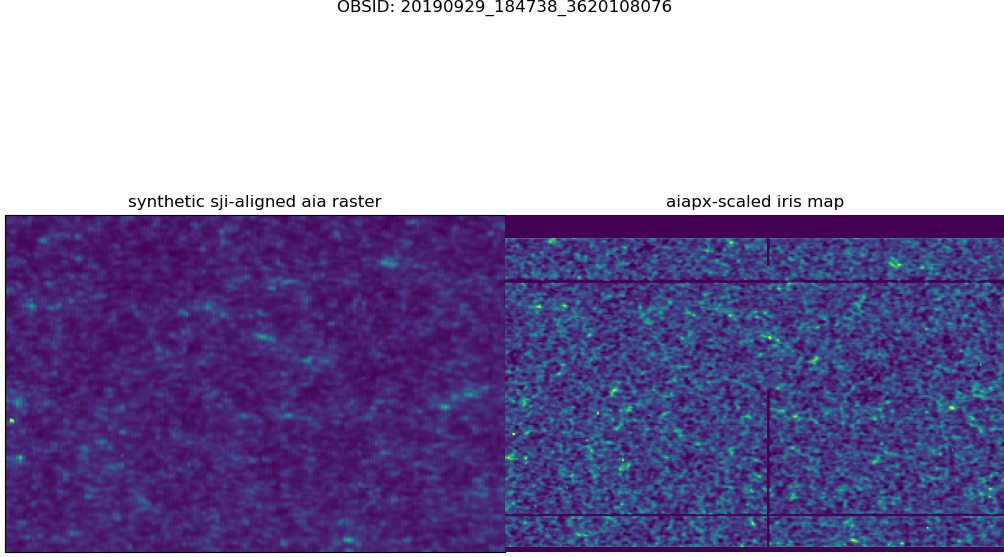 OBSID: 20190929_184738_3620108076
synthetic sji-aligned aia raster
aiapx-scaled iris map